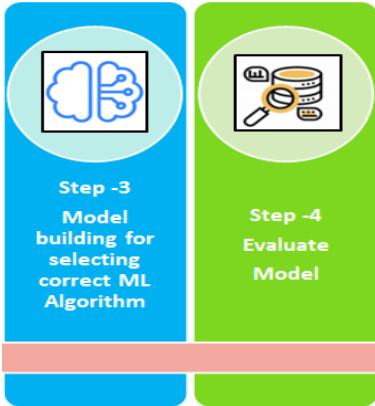 Step -3
Model
building for
selecting
correct ML
Algorithm
Step -4
Evaluate
Model